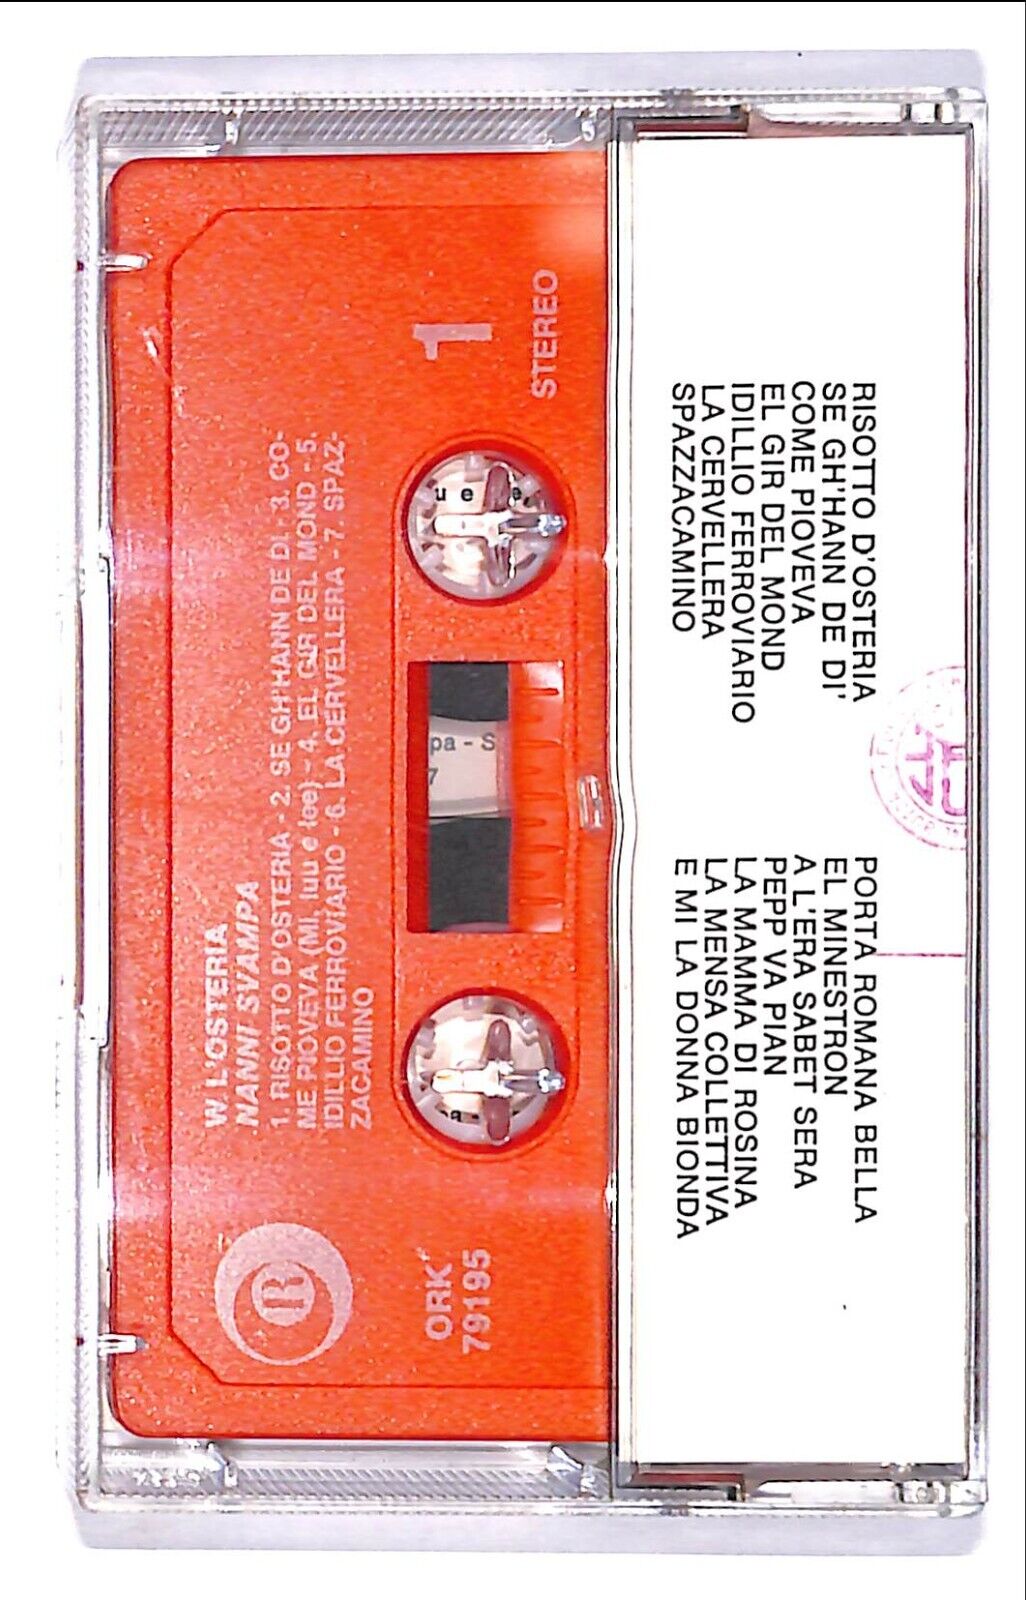 W L'OSTERIA
NANNI SVAMPA
1. RISOTTO D'OSTERIA - 2. SE GH'HANN DE DI - 3. CO-
ME PIOVEVA (Mi, luu e lee) - 4. EL GIR DEL MOND - 5.
IDILLIO FERROVIARIO - 6. LA CERVELLERA - 7. SPAZ-
ZACAMINO
1
STEREO
ORK
79195
R
u e e
pa - S
7
a -
RISOTTO D'OSTERIA
SE GH'HANN DE DI'
COME PIOVEVA
EL GIR DEL MOND
IDILLIO FERROVIARIO
LA CERVELLERA
SPAZZACAMINO
PORTA ROMANA BELLA
EL MINESTRON
A L'ERA SABET SERA
PEPP VA PIAN
LA MAMMA DI ROSINA
LA MENSA COLLETTIVA
E MI LA DONNA BIONDA